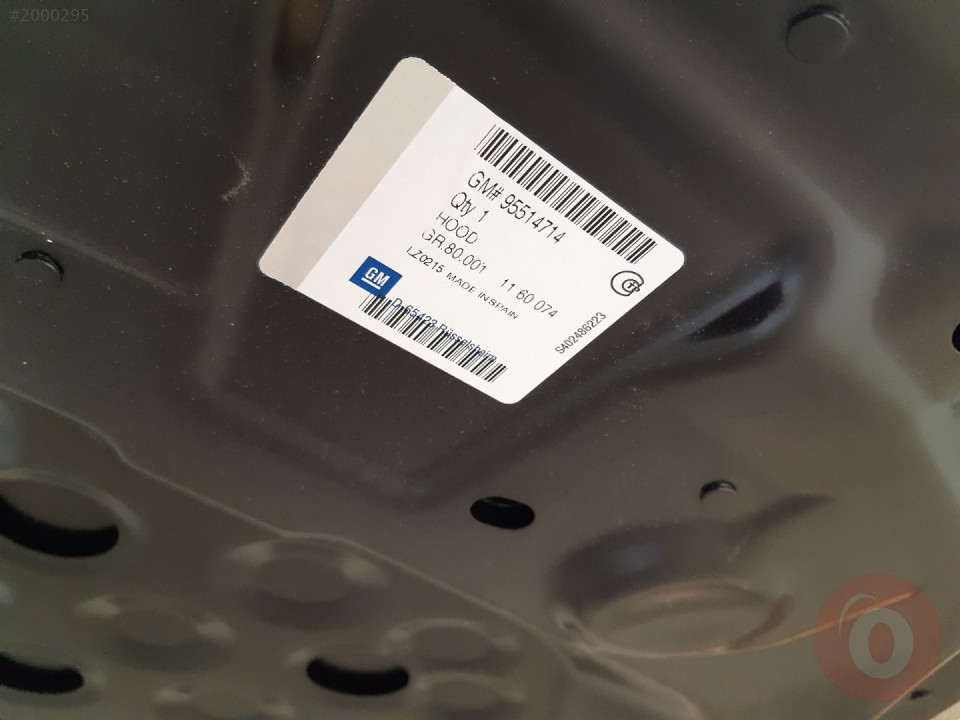 #2000295
GM# 95514714
Qty 1
HOOD
GR.80.001 11 60 074
LZ0215 MADE IN SPAIN
GM
D-65423 Rüsselsheim
S402486223
O